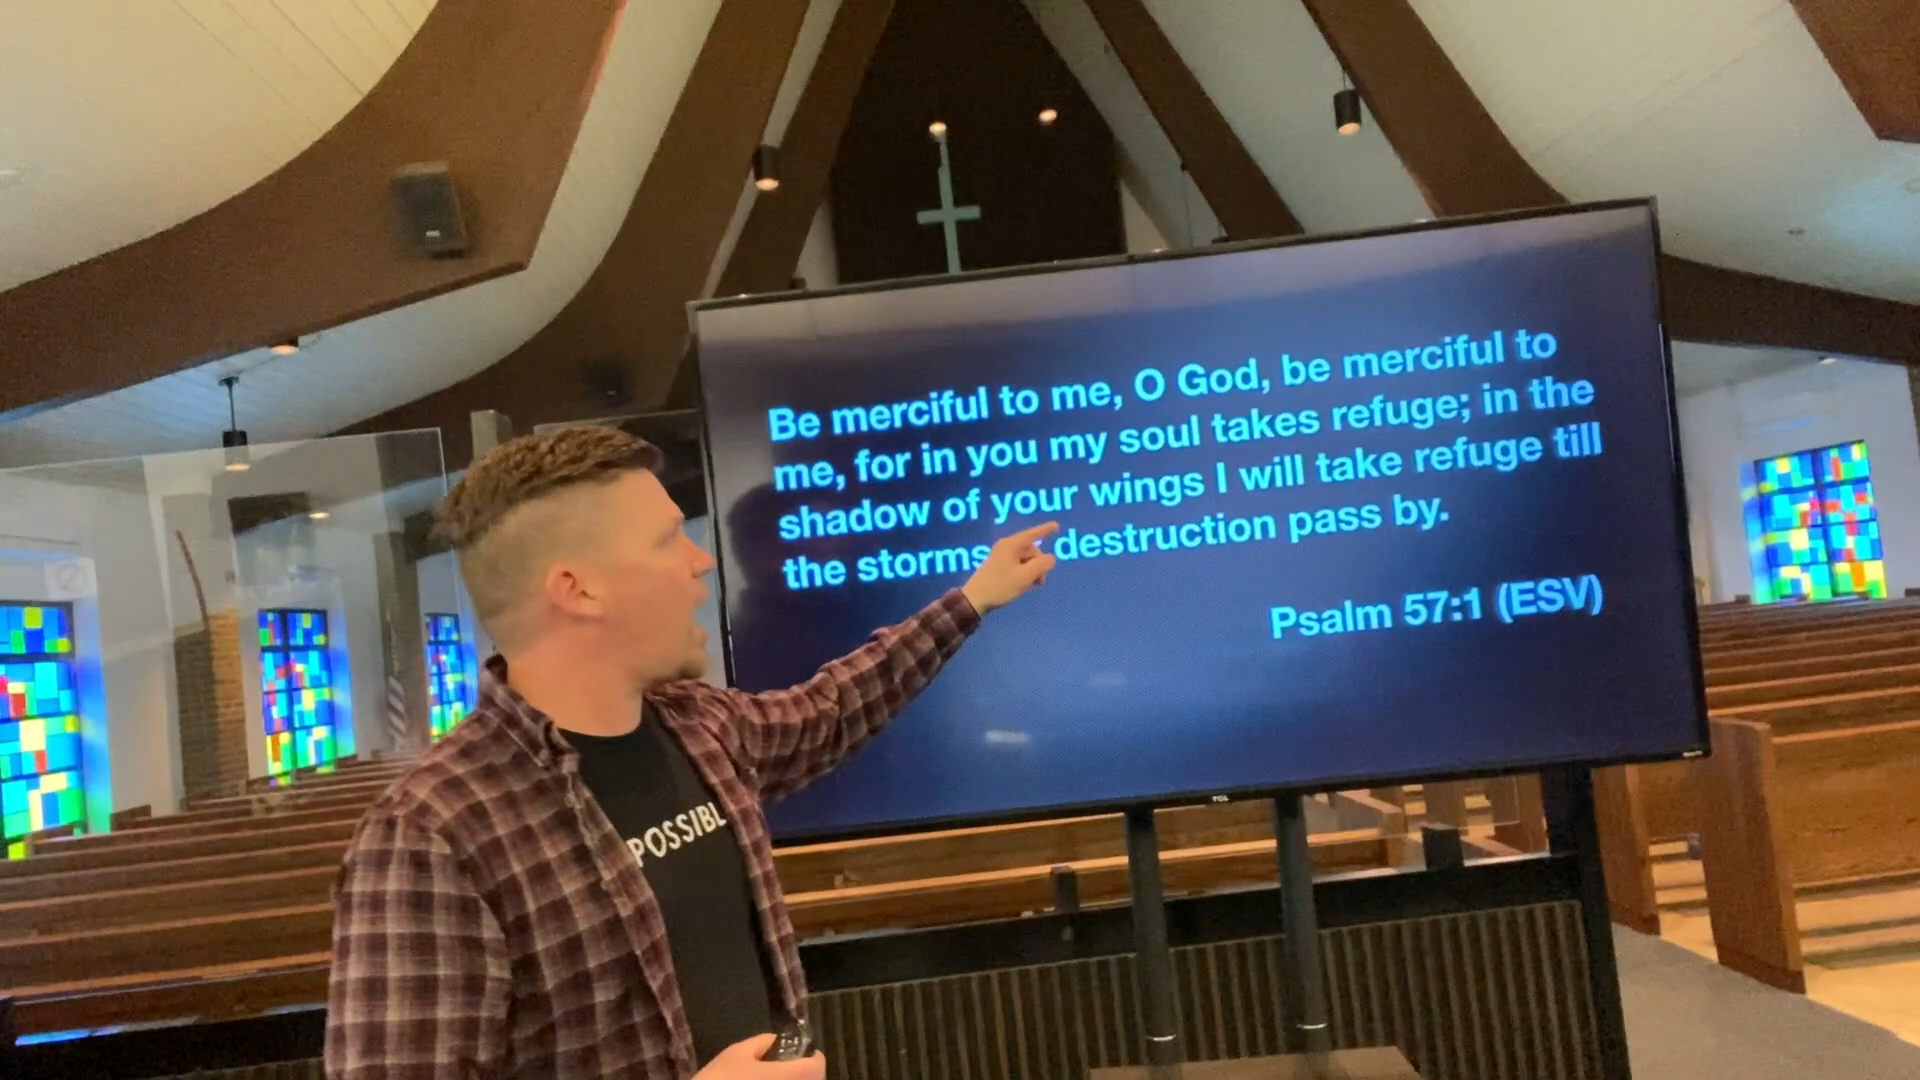 Be merciful to me, O God, be merciful to
me, for in you my soul takes refuge; in the
shadow of your wings I will take refuge till
the storms destruction pass by.
Psalm 57:1 (ESV)
POSSIBL
TCL